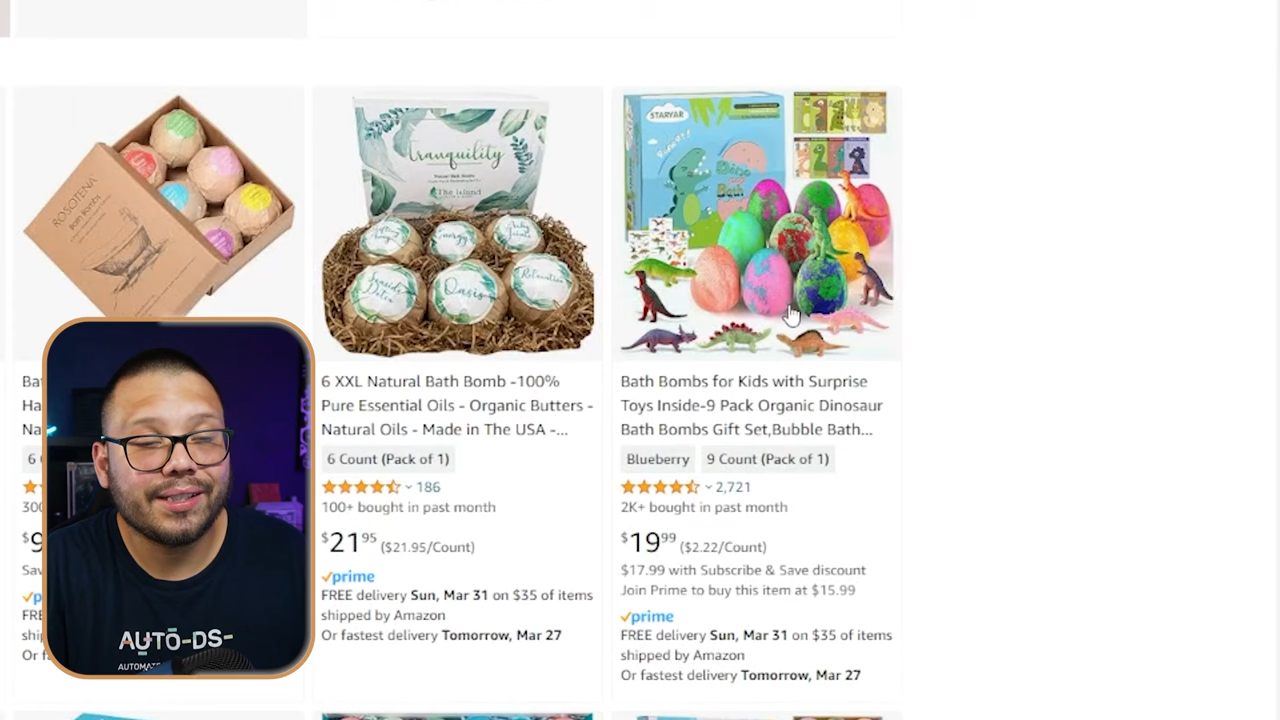 ROSOTENA
Bath Bombs
Tranquility
The Island
Energy
Oasis
Relaxation
STARYAR
Dino
Bath
6 XXL Natural Bath Bomb -100%
Pure Essential Oils - Organic Butters -
Natural Oils - Made in The USA -...
6 Count (Pack of 1)
186
100+ bought in past month
$21.95 ($21.95/Count)
prime
FREE delivery Sun, Mar 31 on $35 of items
shipped by Amazon
Or fastest delivery Tomorrow, Mar 27
Bath Bombs for Kids with Surprise
Toys Inside-9 Pack Organic Dinosaur
Bath Bombs Gift Set,Bubble Bath...
Blueberry 9 Count (Pack of 1)
2,721
2K+ bought in past month
$19.99 ($2.22/Count)
$17.99 with Subscribe & Save discount
Join Prime to buy this item at $15.99
prime
FREE delivery Sun, Mar 31 on $35 of items
shipped by Amazon
Or fastest delivery Tomorrow, Mar 27
AUTO-DS-